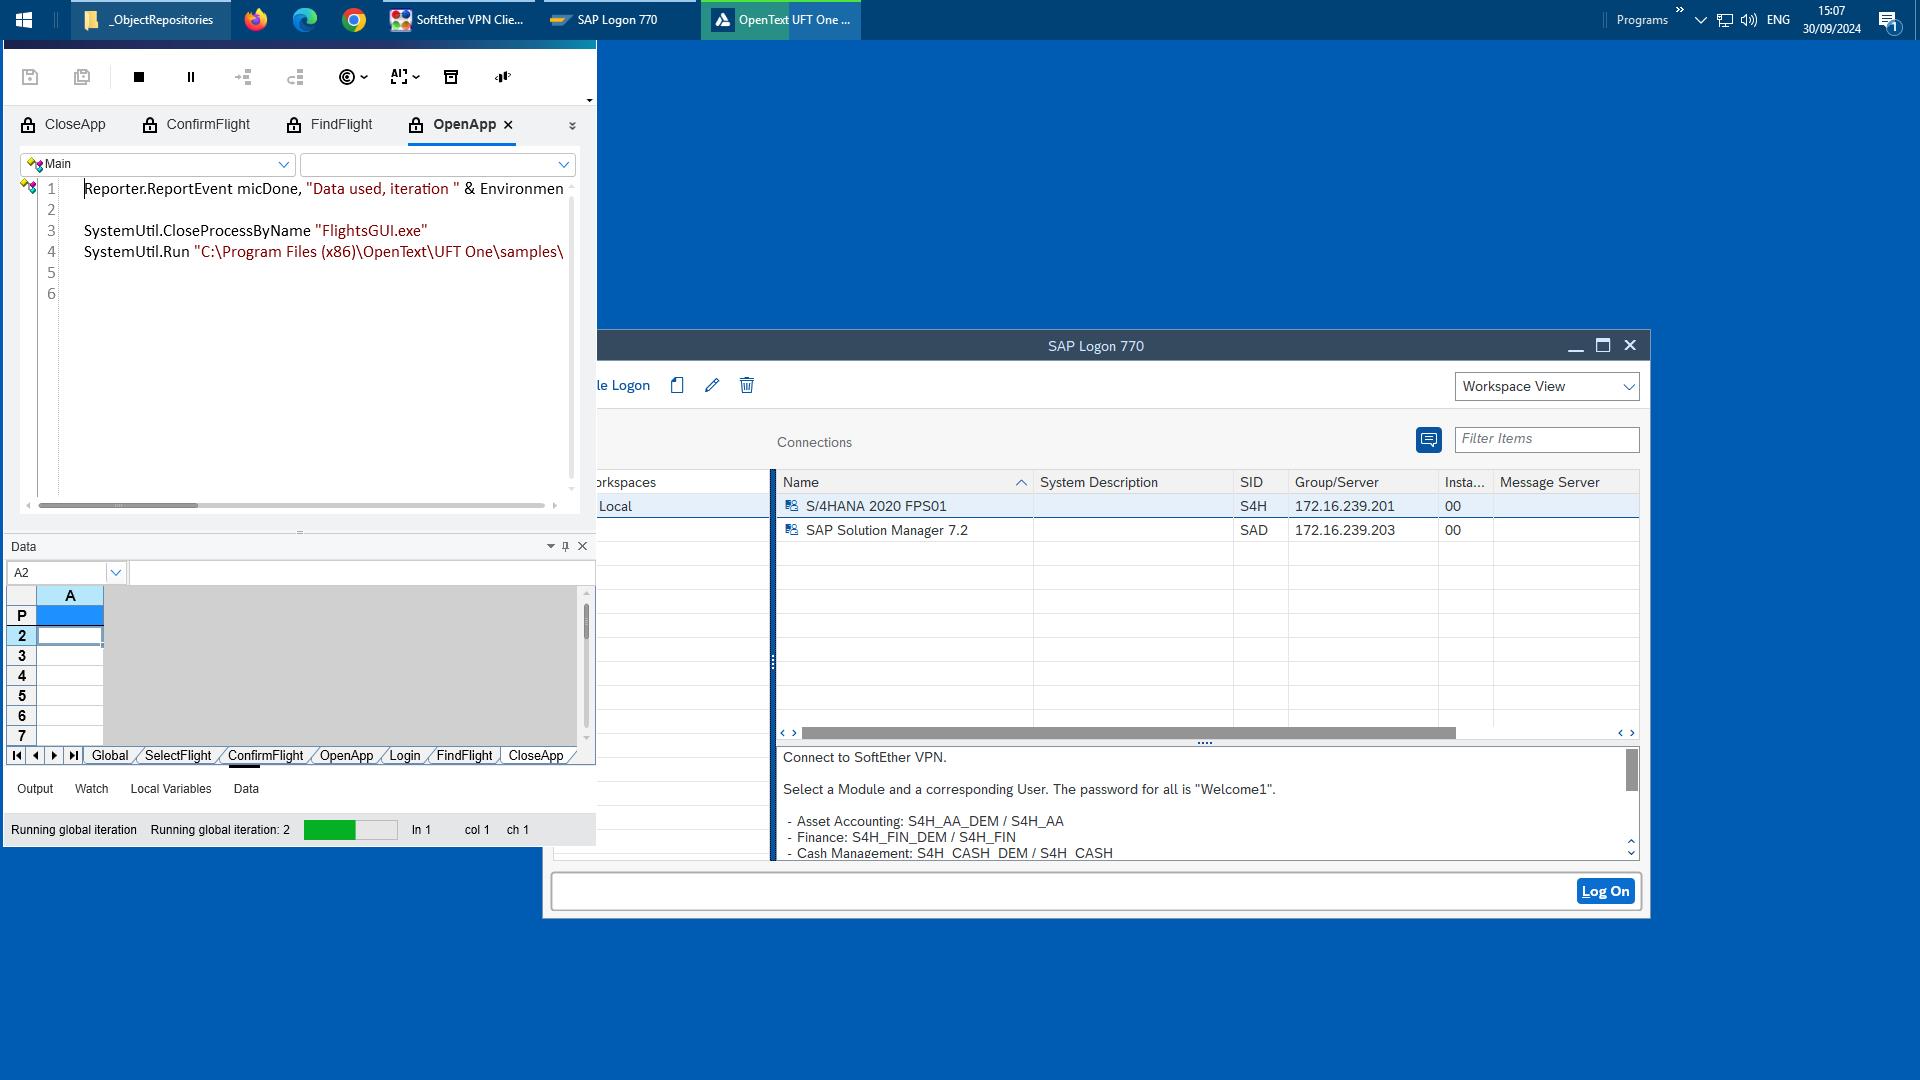 _ObjectRepositories
SoftEther VPN Clie...
SAP Logon 770
OpenText UFT One ...
Programs
ENG
15:07
30/09/2024
1
CloseApp
ConfirmFlight
FindFlight
OpenApp
Main
1 Reporter.ReportEvent micDone, "Data used, iteration " & Environmen
2
3 SystemUtil.CloseProcessByName "FlightsGUI.exe"
4 SystemUtil.Run "C:\Program Files (x86)\OpenText\UFT One\samples\
5
6
Data
A2
A
P
2
3
4
5
6
7
Global SelectFlight ConfirmFlight OpenApp Login FindFlight CloseApp
Output Watch Local Variables Data
Running global iteration Running global iteration: 2 ln 1 col 1 ch 1
SAP Logon 770
le Logon
Workspace View
Connections
Filter Items
orkspaces
Local
Name System Description SID Group/Server Insta... Message Server
S/4HANA 2020 FPS01 S4H 172.16.239.201 00
SAP Solution Manager 7.2 SAD 172.16.239.203 00
Connect to SoftEther VPN.
Select a Module and a corresponding User. The password for all is "Welcome1".
- Asset Accounting: S4H_AA_DEM / S4H_AA
- Finance: S4H_FIN_DEM / S4H_FIN
- Cash Management: S4H_CASH_DEM / S4H_CASH
Log On